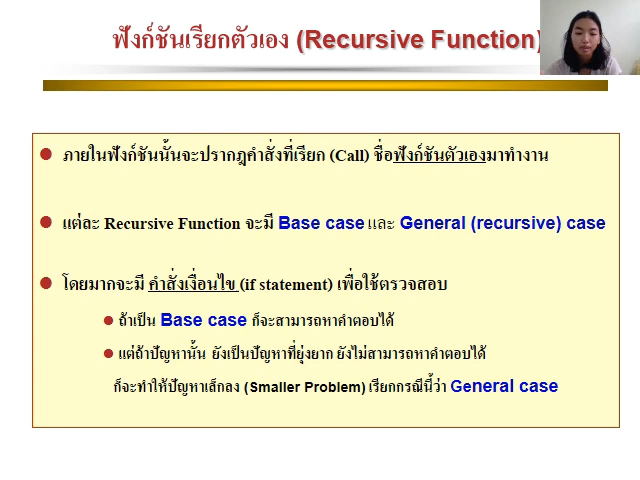 ฟังก์ชันเรียกตัวเอง (Recursive Function)
ภายในฟังก์ชันนั้นจะปรากฎคำสั่งที่เรียก (Call) ชื่อฟังก์ชันตัวเองมาทำงาน
แต่ละ Recursive Function จะมี Base case และ General (recursive) case
โดยมากจะมี คำสั่งเงื่อนไข (if statement) เพื่อใช้ตรวจสอบ
ถ้าเป็น Base case ก็จะสามารถหาคำตอบได้
แต่ถ้าปัญหานั้น ยังเป็นปัญหาที่ยุ่งยาก ยังไม่สามารถหาคำตอบได้
ก็จะทำให้ปัญหาเล็กลง (Smaller Problem) เรียกกรณีนี้ว่า General case